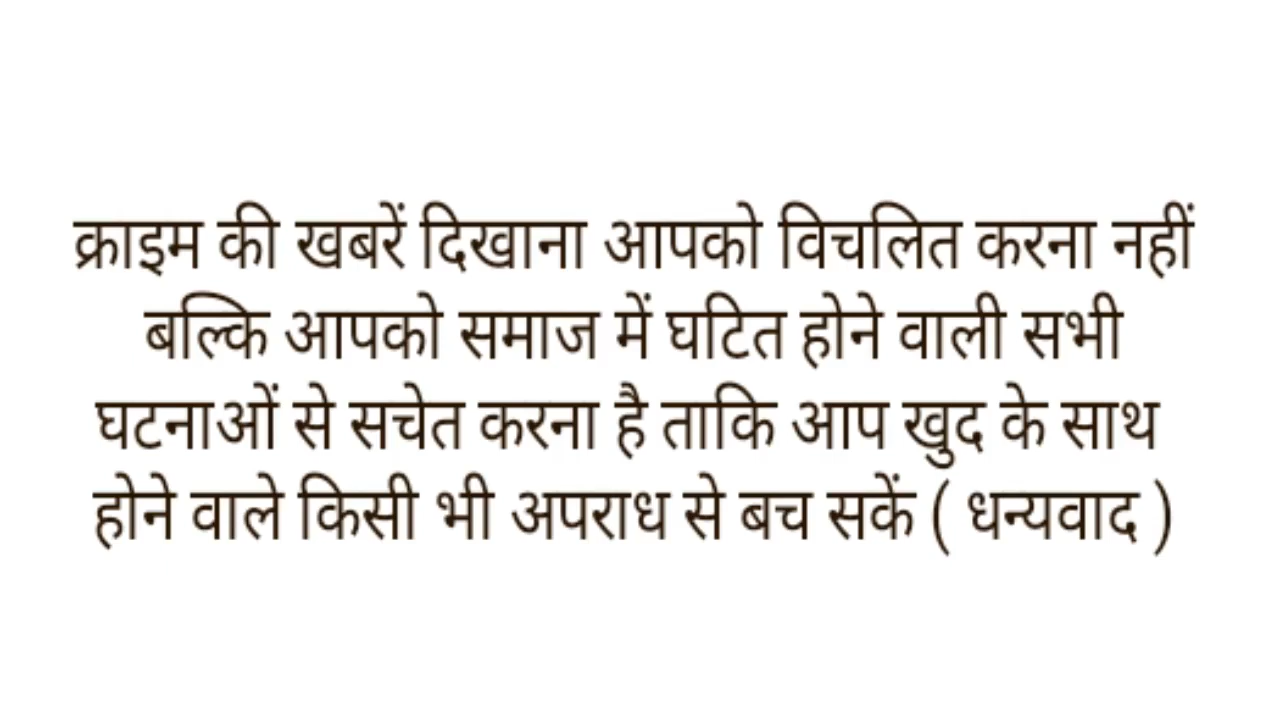 क्राइम की खबरें दिखाना आपको विचलित करना नहीं
बल्कि आपको समाज में घटित होने वाली सभी
घटनाओं से सचेत करना है ताकि आप खुद के साथ
होने वाले किसी भी अपराध से बच सकें ( धन्यवाद )